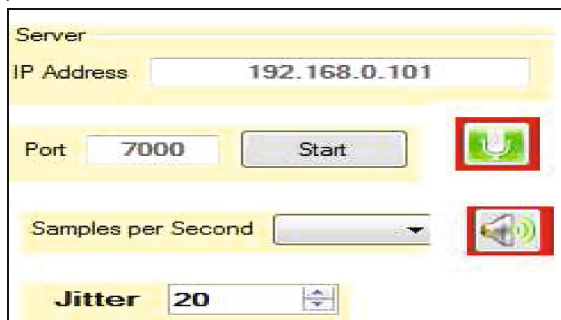 Server
IP Address 192.168.0.101
Port 7000 Start
Samples per Second
Jitter 20